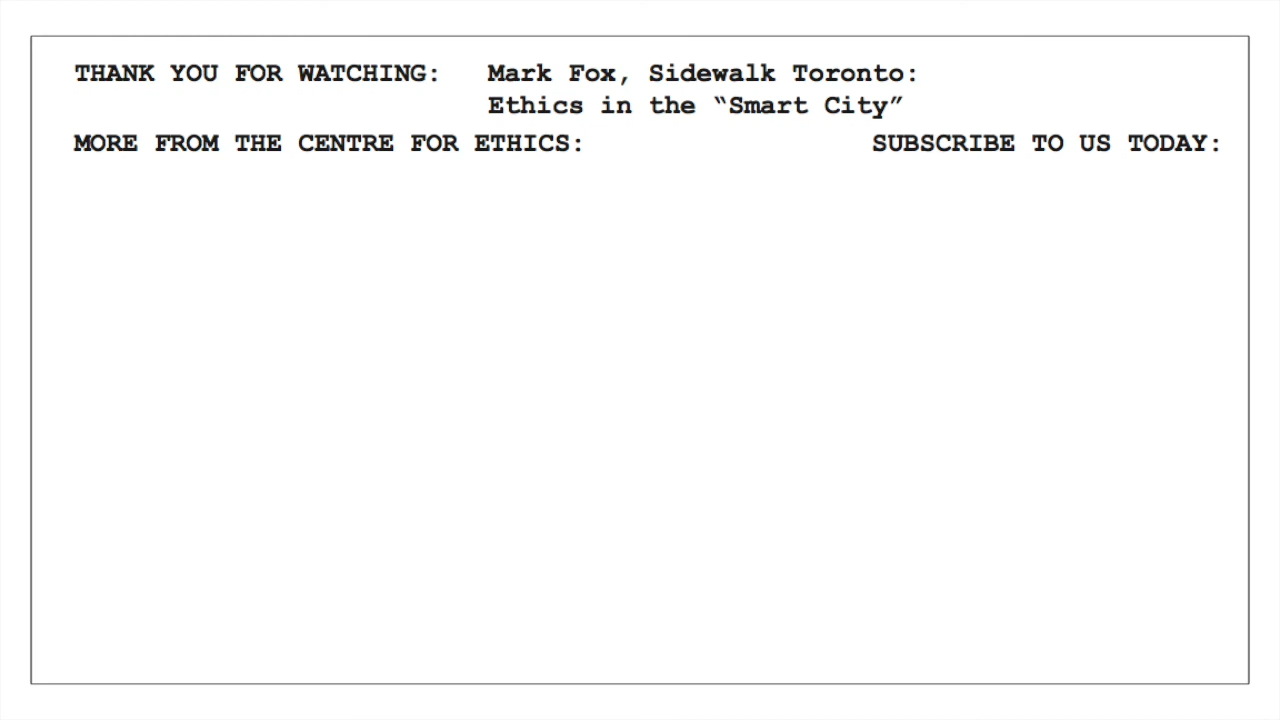 THANK YOU FOR WATCHING: Mark Fox, Sidewalk Toronto:
Ethics in the “Smart City”
MORE FROM THE CENTRE FOR ETHICS: SUBSCRIBE TO US TODAY: